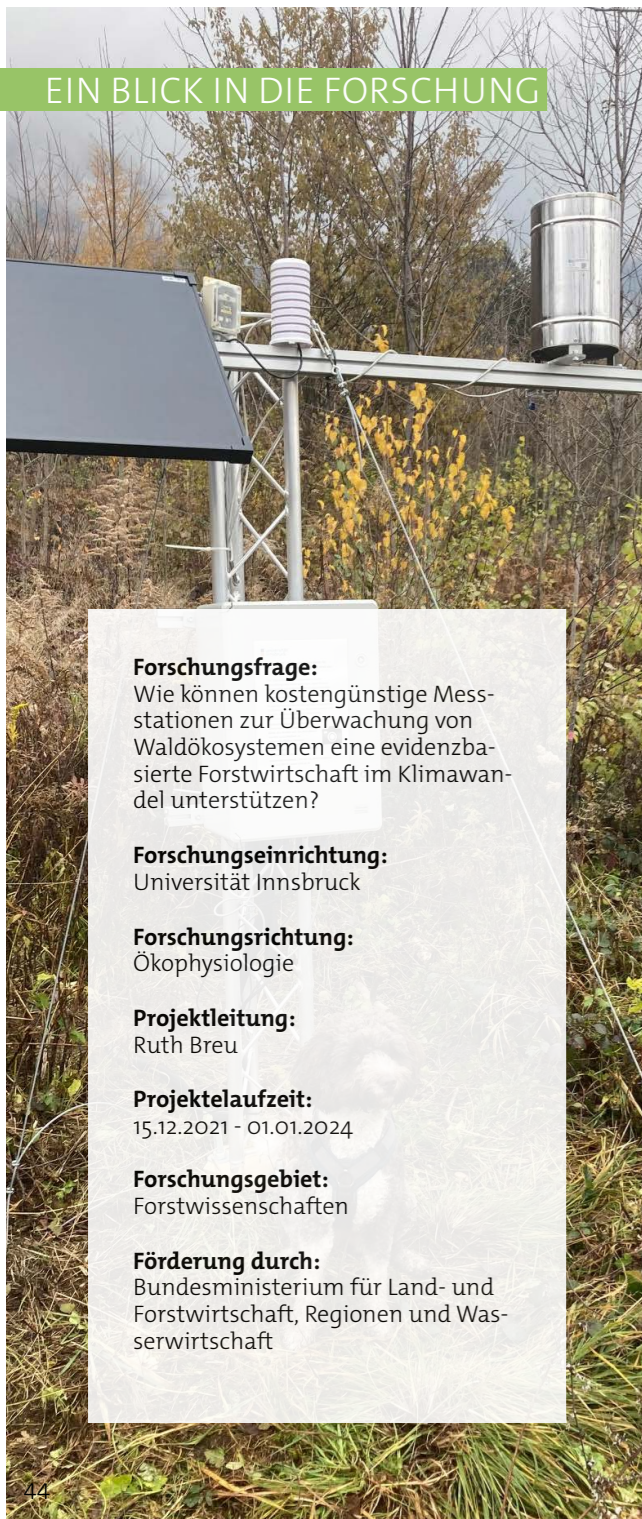 EIN BLICK IN DIE FORSCHUNG
Forschungsfrage:
Wie können kostengünstige Mess-
stationen zur Überwachung von
Waldökosystemen eine evidenzba-
sierte Forstwirtschaft im Klimawan-
del unterstützen?
Forschungseinrichtung:
Universität Innsbruck
Forschungsrichtung:
Ökophysiologie
Projektleitung:
Ruth Breu
Projektelaufzeit:
15.12.2021 - 01.01.2024
Forschungsgebiet:
Forstwissenschaften
Förderung durch:
Bundesministerium für Land- und
Forstwirtschaft, Regionen und Was-
serwirtschaft
44